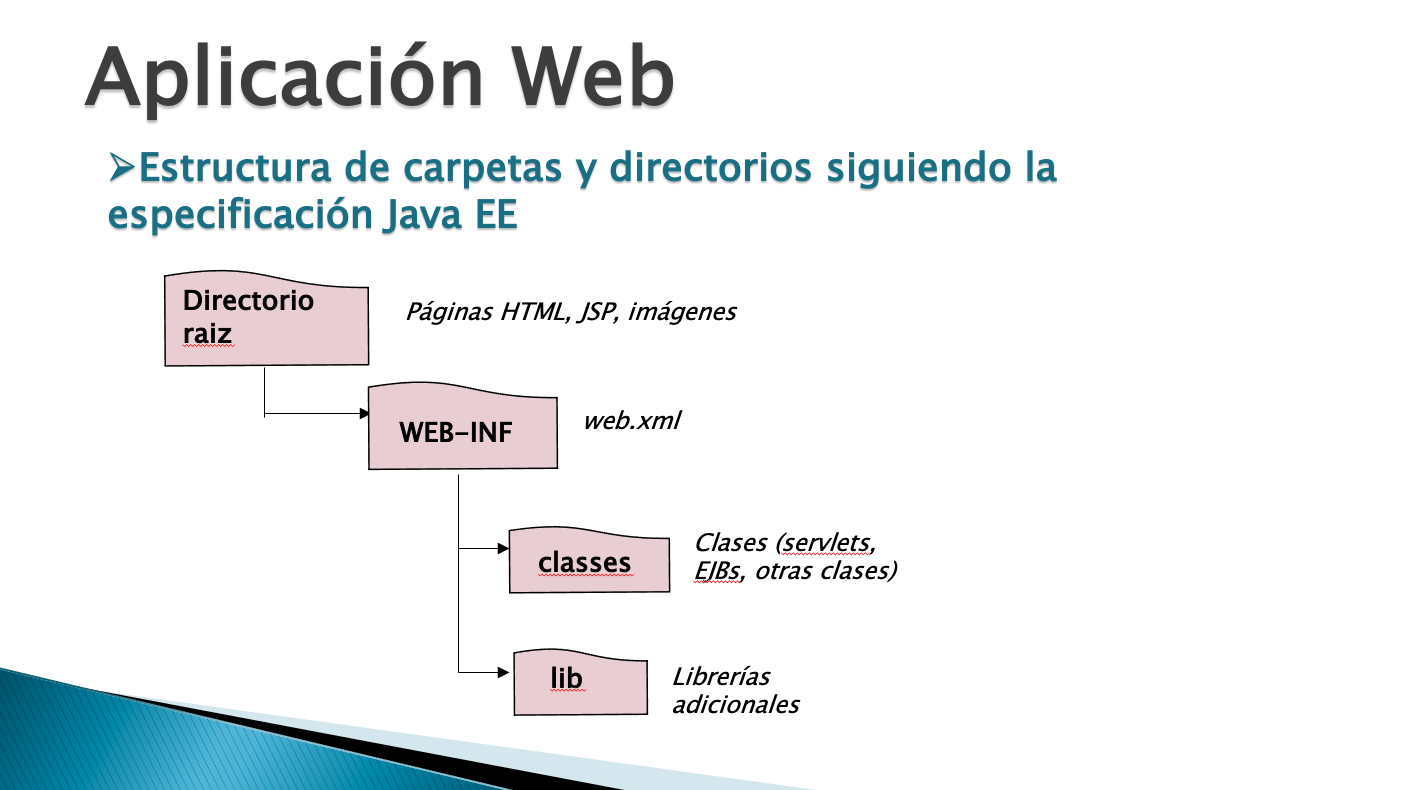 Aplicación Web
➢Estructura de carpetas y directorios siguiendo la
especificación Java EE
Directorio
raiz
Páginas HTML, JSP, imágenes
WEB-INF
web.xml
classes
Clases (servlets,
EJBs, otras clases)
lib
Librerías
adicionales